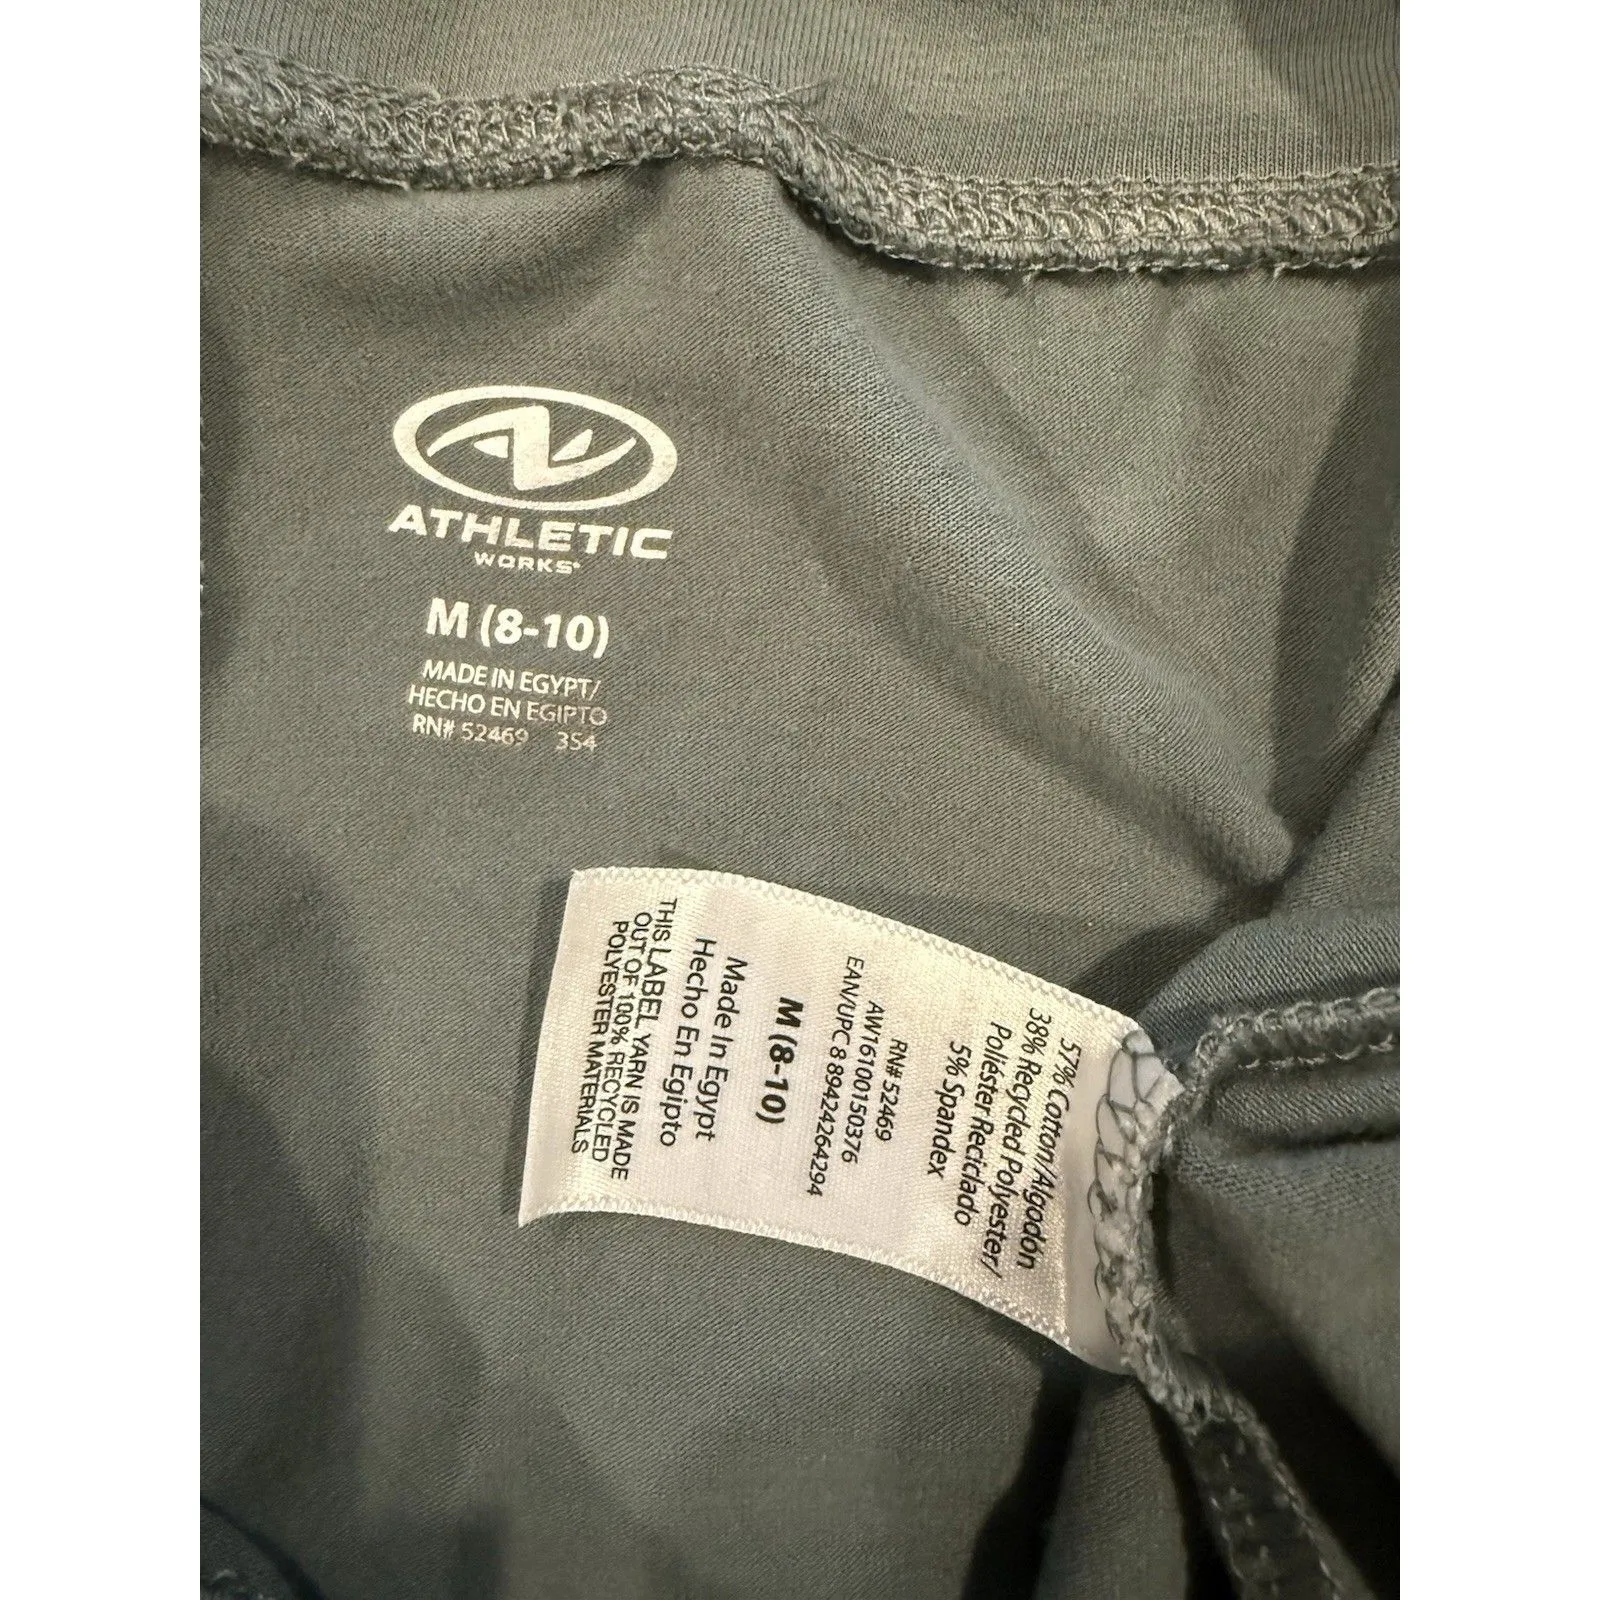 ATHLETIC
WORKS
M (8-10)
MADE IN EGYPT/
HECHO EN EGIPTO
RN# 52469 354
57% Cotton/Algodón
38% Recycled Polyester/
Poliéster Reciclado
5% Spandex
RN# 52469
AW16100150376
EAN/UPC 8 89424264294
M (8-10)
Made In Egypt
Hecho En Egipto
THIS LABEL YARN IS MADE
OUT OF 100% RECYCLED
POLYESTER MATERIALS